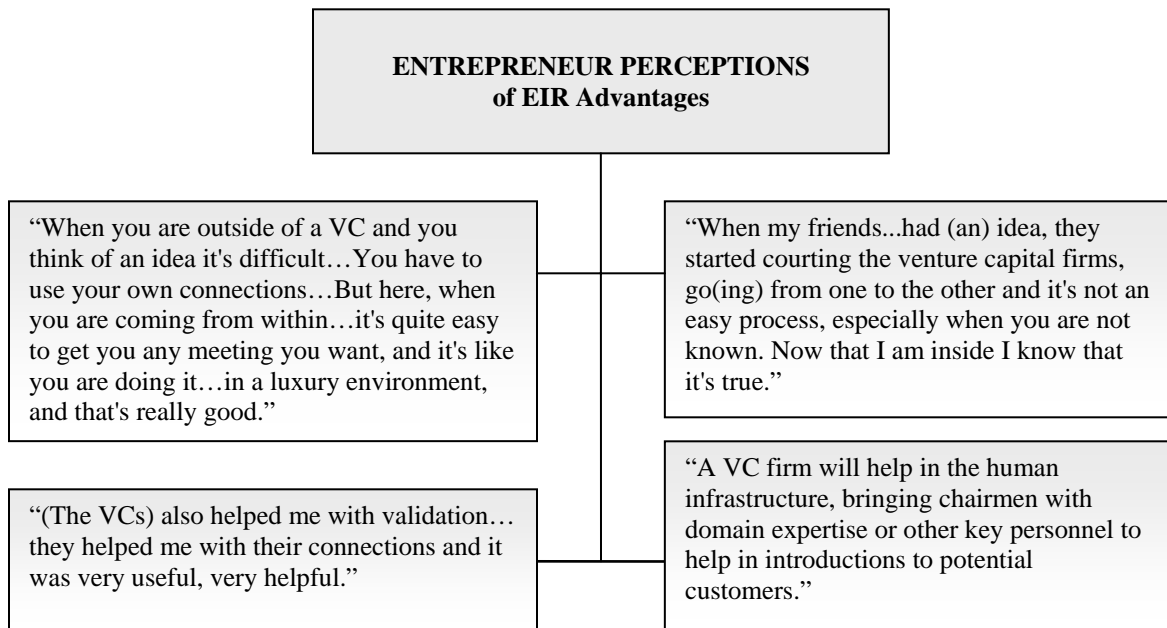 ENTREPRENEUR PERCEPTIONS
of EIR Advantages
“When you are outside of a VC and you
think of an idea it's difficult…You have to
use your own connections…But here, when
you are coming from within…it's quite easy
to get you any meeting you want, and it's like
you are doing it…in a luxury environment,
and that's really good.”
“When my friends...had (an) idea, they
started courting the venture capital firms,
go(ing) from one to the other and it's not an
easy process, especially when you are not
known. Now that I am inside I know that
it's true.”
“(The VCs) also helped me with validation…
they helped me with their connections and it
was very useful, very helpful.”
“A VC firm will help in the human
infrastructure, bringing chairmen with
domain expertise or other key personnel to
help in introductions to potential
customers.”